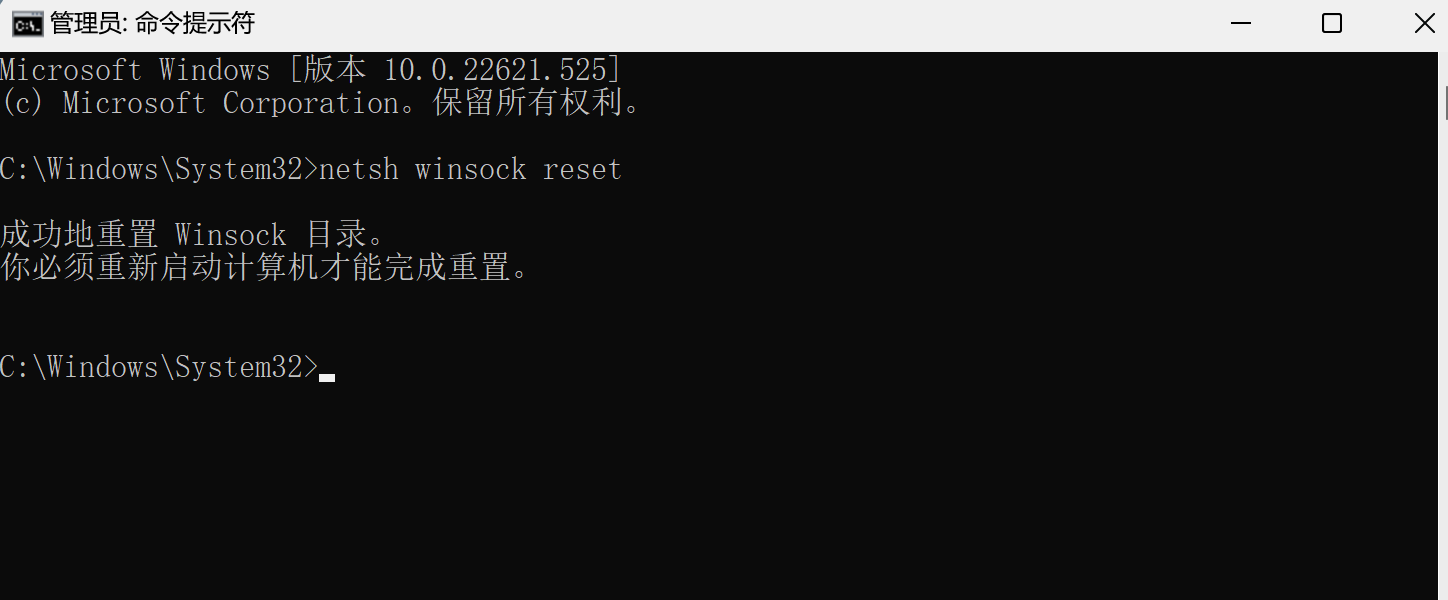 管理员: 命令提示符
Microsoft Windows [版本 10.0.22621.525]
(c) Microsoft Corporation。保留所有权利。
C:\Windows\System32>netsh winsock reset
成功地重置 Winsock 目录。
你必须重新启动计算机才能完成重置。
C:\Windows\System32>